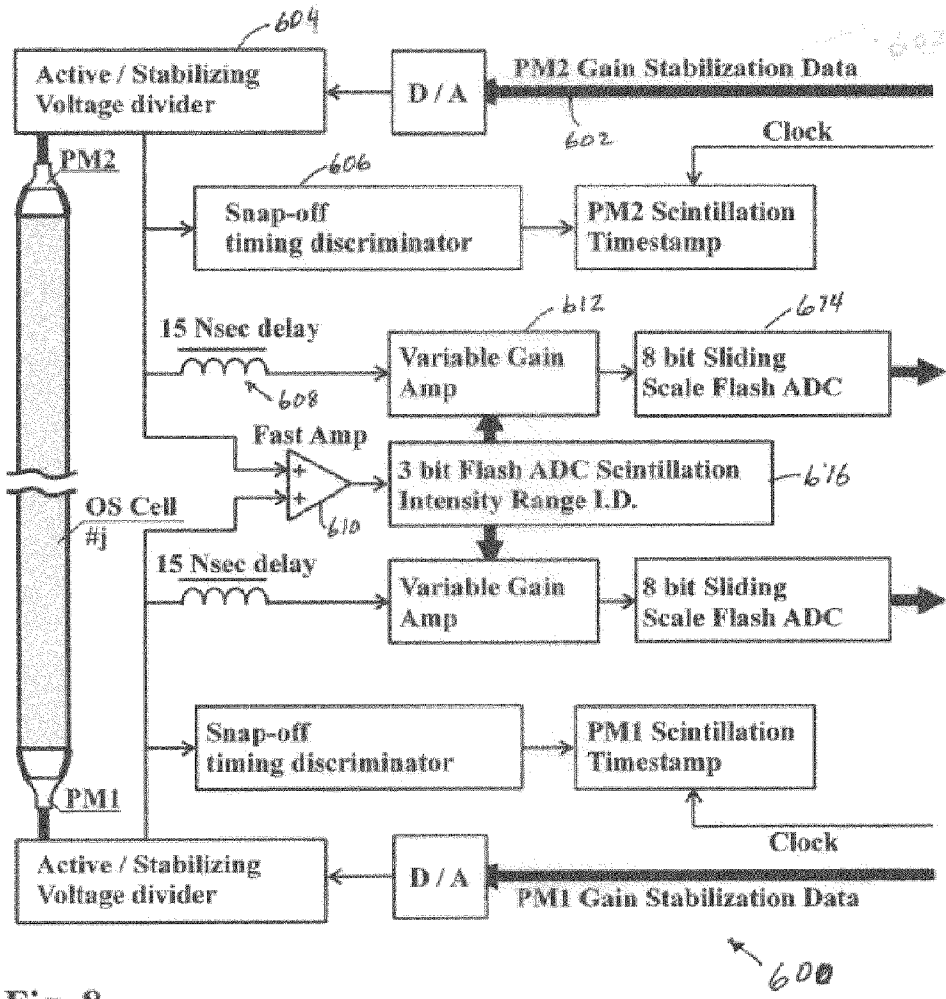 604
603
Active / Stabilizing
Voltage divider
D / A
PM2 Gain Stabilization Data
602
Clock
PM2
606
Snap-off
timing discriminator
PM2 Scintillation
Timestamp
15 Nsec delay
608
612
Variable Gain
Amp
614
8 bit Sliding
Scale Flash ADC
Fast Amp
+
+
610
3 bit Flash ADC Scintillation
Intensity Range I.D.
616
OS Cell
#j
15 Nsec delay
Variable Gain
Amp
8 bit Sliding
Scale Flash ADC
Snap-off
timing discriminator
PM1 Scintillation
Timestamp
PM1
Clock
Active / Stabilizing
Voltage divider
D / A
PM1 Gain Stabilization Data
600